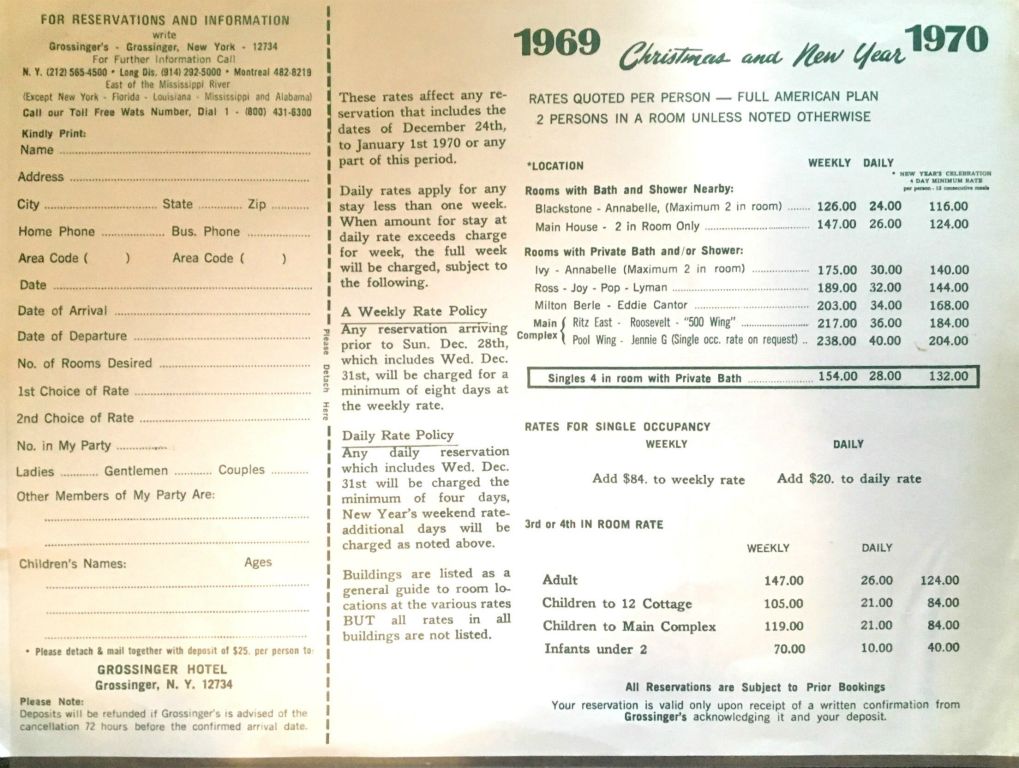 FOR RESERVATIONS AND INFORMATION
write
Grossinger's - Grossinger, New York - 12734
For Further Information Call
N. Y. (212) 565-4500 • Long Dis. (914) 292-5000 • Montreal 482-8219
East of the Mississippi River
(Except New York - Florida - Louisiana - Mississippi and Alabama)
Call our Toll Free Wats Number, Dial 1 - (800) 431-6300
Kindly Print:
Name
Address
City State Zip
Home Phone Bus. Phone
Area Code ( ) Area Code ( )
Date
Date of Arrival
Date of Departure
No. of Rooms Desired
1st Choice of Rate
2nd Choice of Rate
No. in My Party
Ladies Gentlemen Couples
Other Members of My Party Are:
Children's Names: Ages
• Please detach & mail together with deposit of $25. per person to:
GROSSINGER HOTEL
Grossinger, N. Y. 12734
Please Note:
Deposits will be refunded if Grossinger's is advised of the
cancellation 72 hours before the confirmed arrival date.
Please Detach Here
These rates affect any re-
servation that includes the
dates of December 24th,
to January 1st 1970 or any
part of this period.
Daily rates apply for any
stay less than one week.
When amount for stay at
daily rate exceeds charge
for week, the full week
will be charged, subject to
the following.
A Weekly Rate Policy
Any reservation arriving
prior to Sun. Dec. 28th,
which includes Wed. Dec.
31st, will be charged for a
minimum of eight days at
the weekly rate.
Daily Rate Policy
Any daily reservation
which includes Wed. Dec.
31st will be charged the
minimum of four days,
New Year's weekend rate-
additional days will be
charged as noted above.
Buildings are listed as a
general guide to room lo-
cations at the various rates
BUT all rates in all
buildings are not listed.
1969 Christmas and New Year 1970
RATES QUOTED PER PERSON — FULL AMERICAN PLAN
2 PERSONS IN A ROOM UNLESS NOTED OTHERWISE
*LOCATION WEEKLY DAILY
• NEW YEAR'S CELEBRATION
4 DAY MINIMUM RATE
per person - 12 consecutive meals
Rooms with Bath and Shower Nearby:
Blackstone - Annabelle, (Maximum 2 in room) 126.00 24.00 116.00
Main House - 2 in Room Only 147.00 26.00 124.00
Rooms with Private Bath and/or Shower:
Ivy - Annabelle (Maximum 2 in room) 175.00 30.00 140.00
Ross - Joy - Pop - Lyman 189.00 32.00 144.00
Milton Berle - Eddie Cantor 203.00 34.00 168.00
Main Complex { Ritz East - Roosevelt - "500 Wing" 217.00 36.00 184.00
Pool Wing - Jennie G (Single occ. rate on request) 238.00 40.00 204.00
Singles 4 in room with Private Bath 154.00 28.00 132.00
RATES FOR SINGLE OCCUPANCY
WEEKLY DAILY
Add $84. to weekly rate Add $20. to daily rate
3rd or 4th IN ROOM RATE
WEEKLY DAILY
Adult 147.00 26.00 124.00
Children to 12 Cottage 105.00 21.00 84.00
Children to Main Complex 119.00 21.00 84.00
Infants under 2 70.00 10.00 40.00
All Reservations are Subject to Prior Bookings
Your reservation is valid only upon receipt of a written confirmation from
Grossinger's acknowledging it and your deposit.